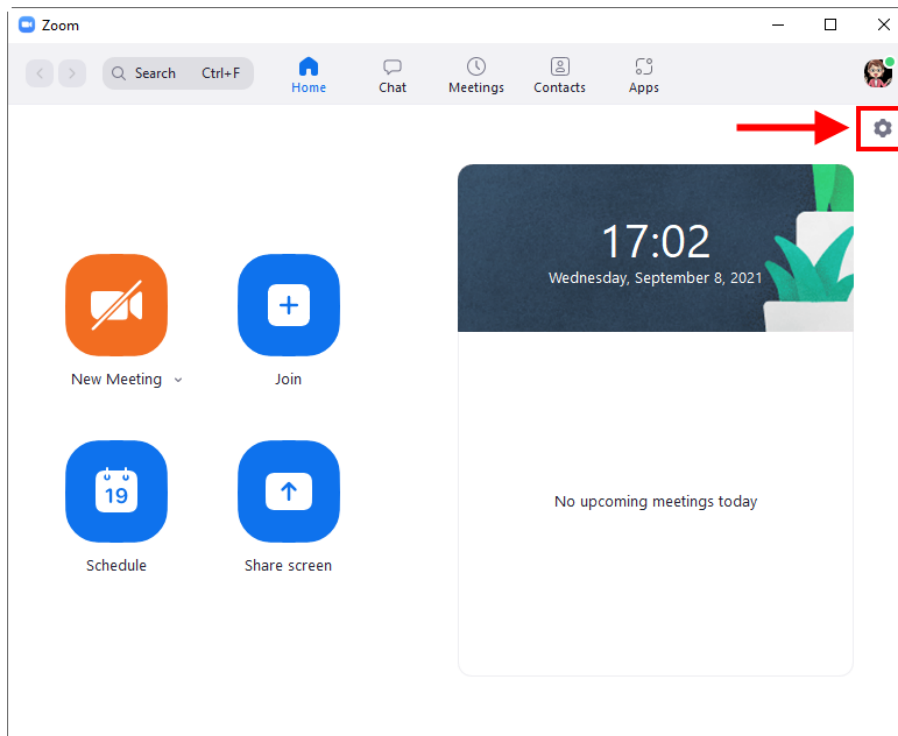 Zoom
Search Ctrl+F
Home
Chat
Meetings
Contacts
Apps
17:02
Wednesday, September 8, 2021
New Meeting
Join
19
Schedule
Share screen
No upcoming meetings today